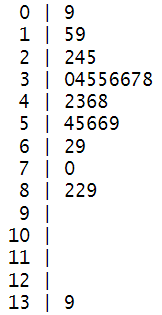 0 | 9
1 | 59
2 | 245
3 | 04556678
4 | 2368
5 | 45669
6 | 29
7 | 0
8 | 229
9 |
10 |
11 |
12 |
13 | 9